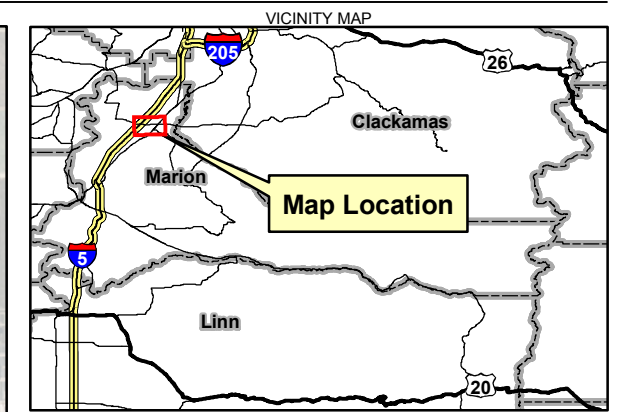 VICINITY MAP
205
26
Clackamas
Marion
Map Location
5
Linn
20